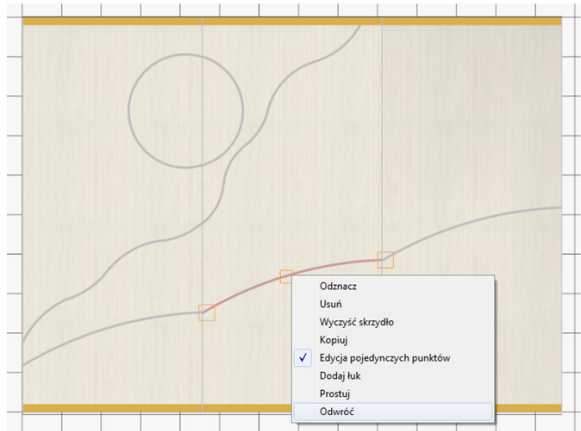 Odznacz
Usuń
Wyczyść skrzydło
Kopiuj
Edycja pojedynczych punktów
Dodaj łuk
Prostuj
Odwróć